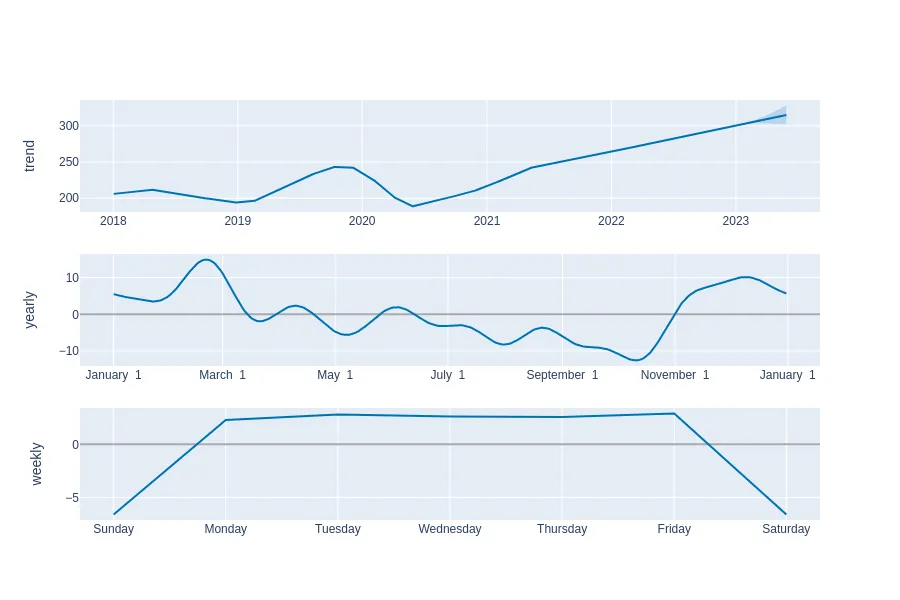 trend
300
250
200
2018 2019 2020 2021 2022 2023
yearly
10
0
−10
January 1 March 1 May 1 July 1 September 1 November 1 January 1
weekly
0
−5
Sunday Monday Tuesday Wednesday Thursday Friday Saturday